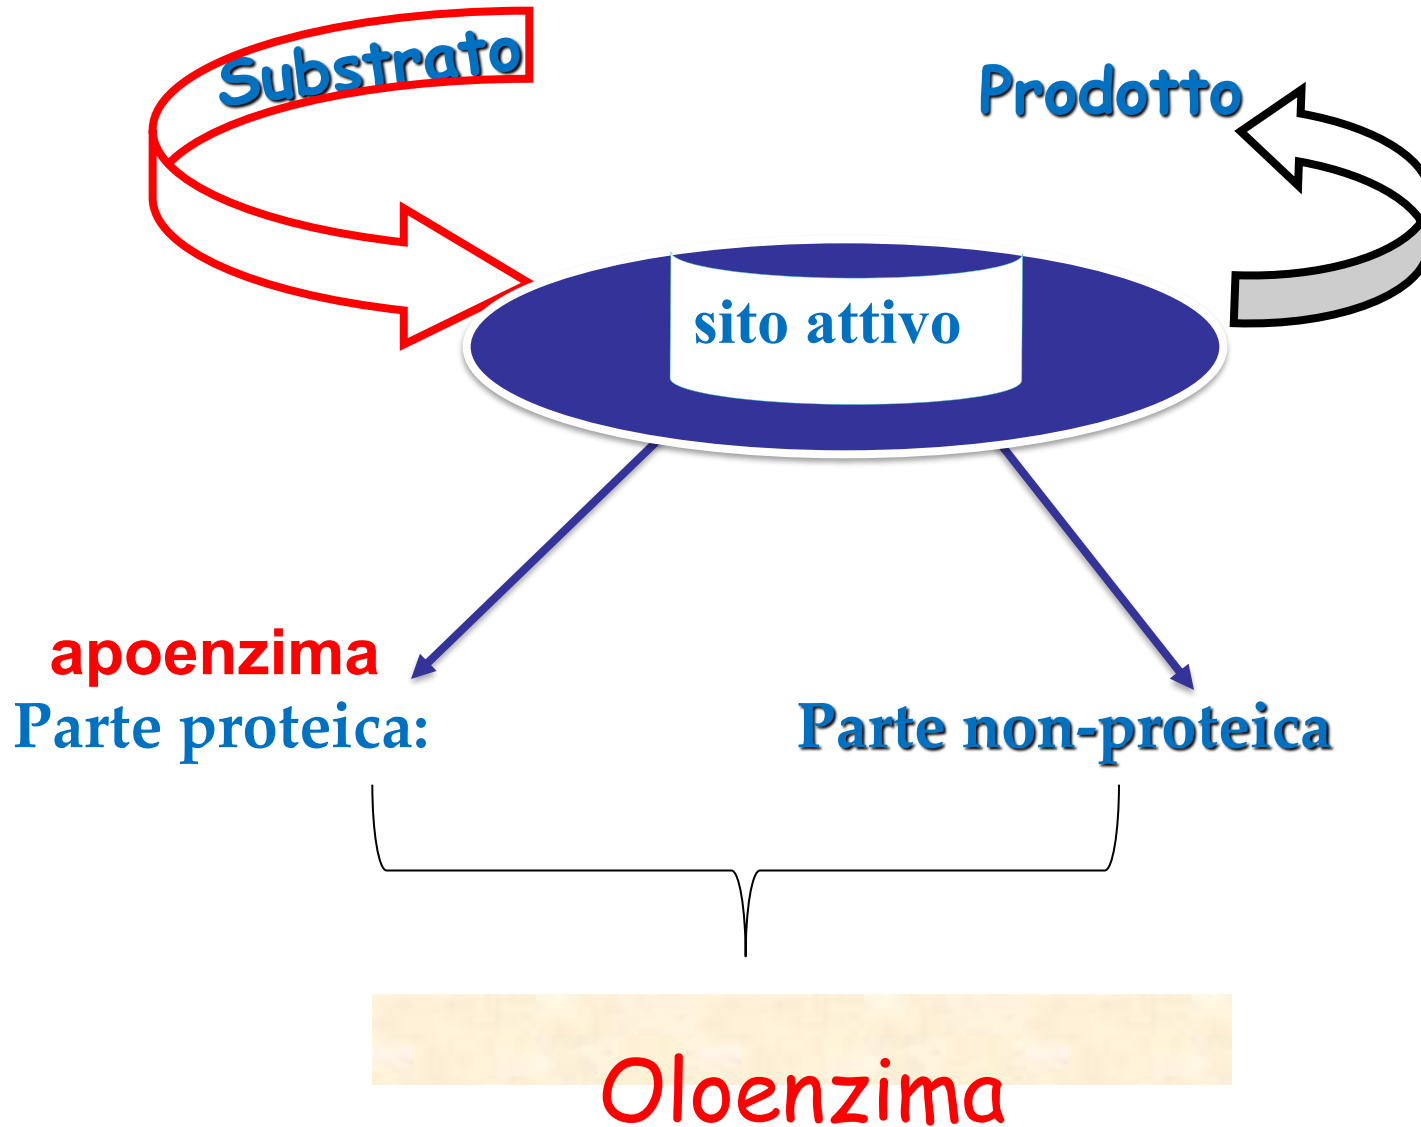 Substrato
Prodotto
sito attivo
apoenzima
Parte proteica:
Parte non-proteica
Oloenzima